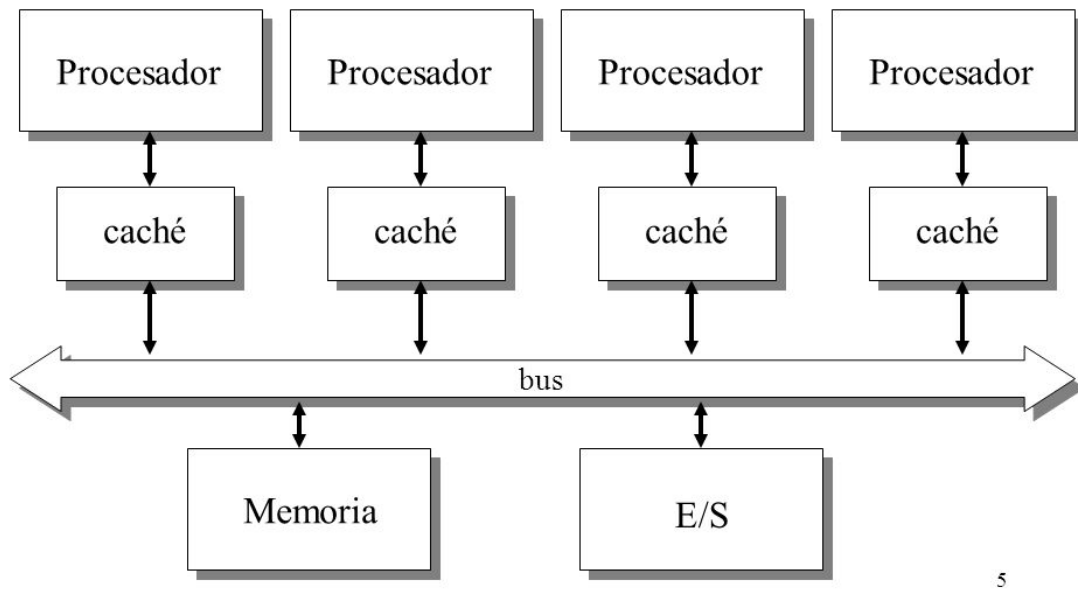 Procesador
Procesador
Procesador
Procesador
caché
caché
caché
caché
bus
Memoria
E/S
5